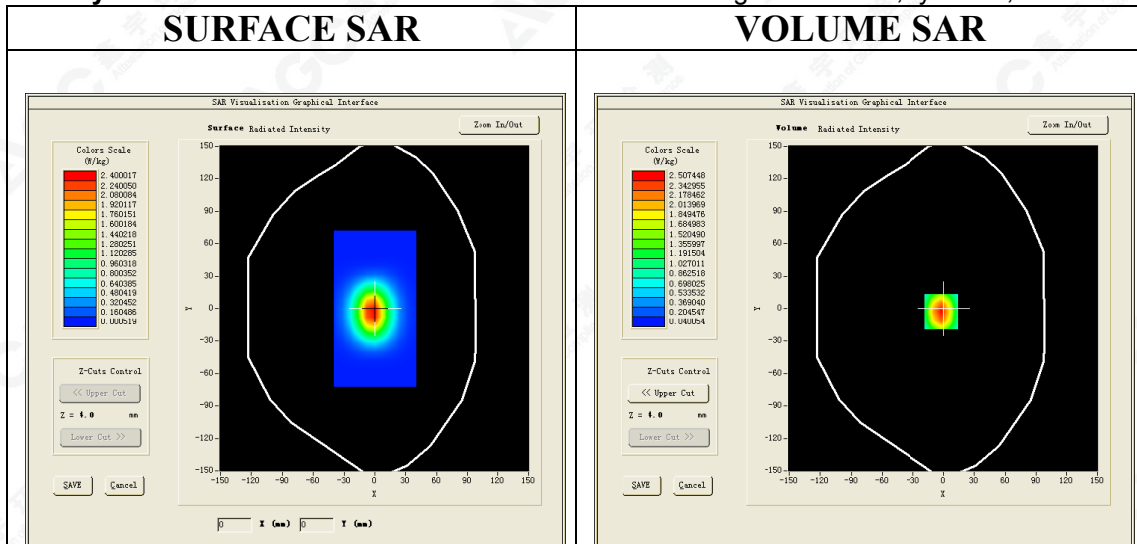 SURFACE SAR
VOLUME SAR
SAR Visualisation Graphical Interface
Surface Radiated Intensity
Zoom In/Out
Colors Scale
(W/kg)
2.400017
2.240050
2.080084
1.920117
1.760151
1.600184
1.440218
1.280251
1.120285
0.960318
0.800352
0.640385
0.480419
0.320452
0.160486
0.000519
Z-Cuts Control
<< Upper Cut
Z = 4.0 mm
Lower Cut >>
SAVE Cancel
150
120
90
60
30
0
-30
-60
-90
-120
-150
Y
-150 -120 -90 -60 -30 0 30 60 90 120 150
X
0 X (mm) 0 Y (mm)
SAR Visualisation Graphical Interface
Volume Radiated Intensity
Zoom In/Out
Colors Scale
(W/kg)
2.507448
2.342955
2.178462
2.013969
1.849476
1.684983
1.520490
1.355997
1.191504
1.027011
0.862518
0.698025
0.533532
0.369040
0.204547
0.040054
Z-Cuts Control
<< Upper Cut
Z = 4.0 mm
Lower Cut >>
SAVE Cancel
150
120
90
60
30
0
-30
-60
-90
-120
-150
Y
-150 -120 -90 -60 -30 0 30 60 90 120 150
X